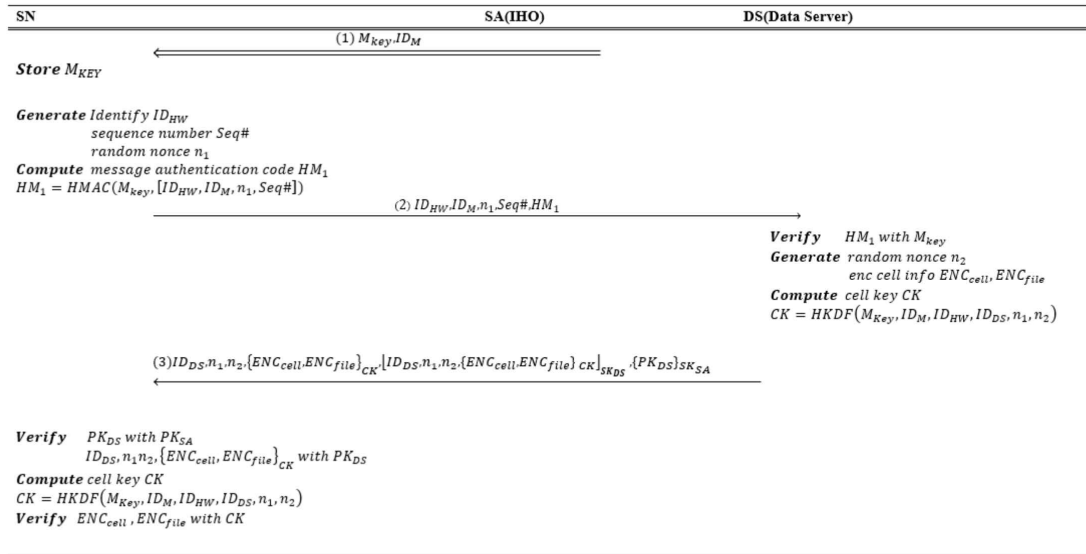 SN SA(IHO) DS(Data Server)
(1) M_key,ID_M
Store M_KEY
Generate Identify ID_HW
sequence number Seq#
random nonce n_1
Compute message authentication code HM_1
HM_1 = HMAC(M_key, [ID_HW, ID_M, n_1, Seq#])
(2) ID_HW,ID_M,n_1,Seq#,HM_1
Verify HM_1 with M_key
Generate random nonce n_2
enc cell info ENC_cell, ENC_file
Compute cell key CK
CK = HKDF(M_Key, ID_M, ID_HW, ID_DS, n_1, n_2)
(3)ID_DS,n_1,n_2,{ENC_cell,ENC_file}_CK,[ID_DS,n_1,n_2,{ENC_cell,ENC_file} CK]_SK_DS,{PK_DS}SK_SA
Verify PK_DS with PK_SA
ID_DS, n_1n_2, {ENC_cell, ENC_file}_CK with PK_DS
Compute cell key CK
CK = HKDF(M_Key, ID_M, ID_HW, ID_DS, n_1, n_2)
Verify ENC_cell , ENC_file with CK